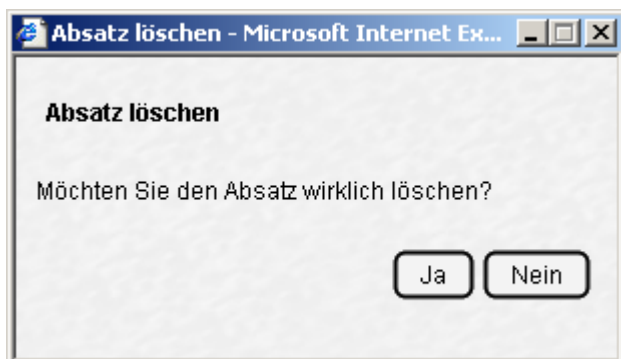 Absatz löschen - Microsoft Internet Ex...
Absatz löschen
Möchten Sie den Absatz wirklich löschen?
Ja Nein